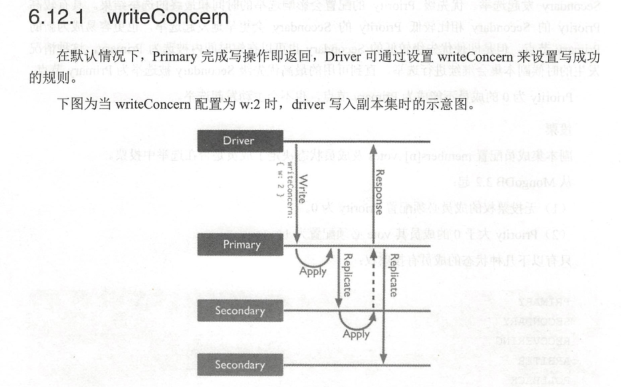 6.12.1 writeConcern
在默认情况下，Primary 完成写操作即返回，Driver 可通过设置 writeConcern 来设置写成功
的规则。
下图为当 writeConcern 配置为 w:2 时，driver 写入副本集时的示意图。
Driver
Write
writeConcern:
{ w: 2 }
Response
Primary
Apply
Replicate
Replicate
Secondary
Apply
Secondary